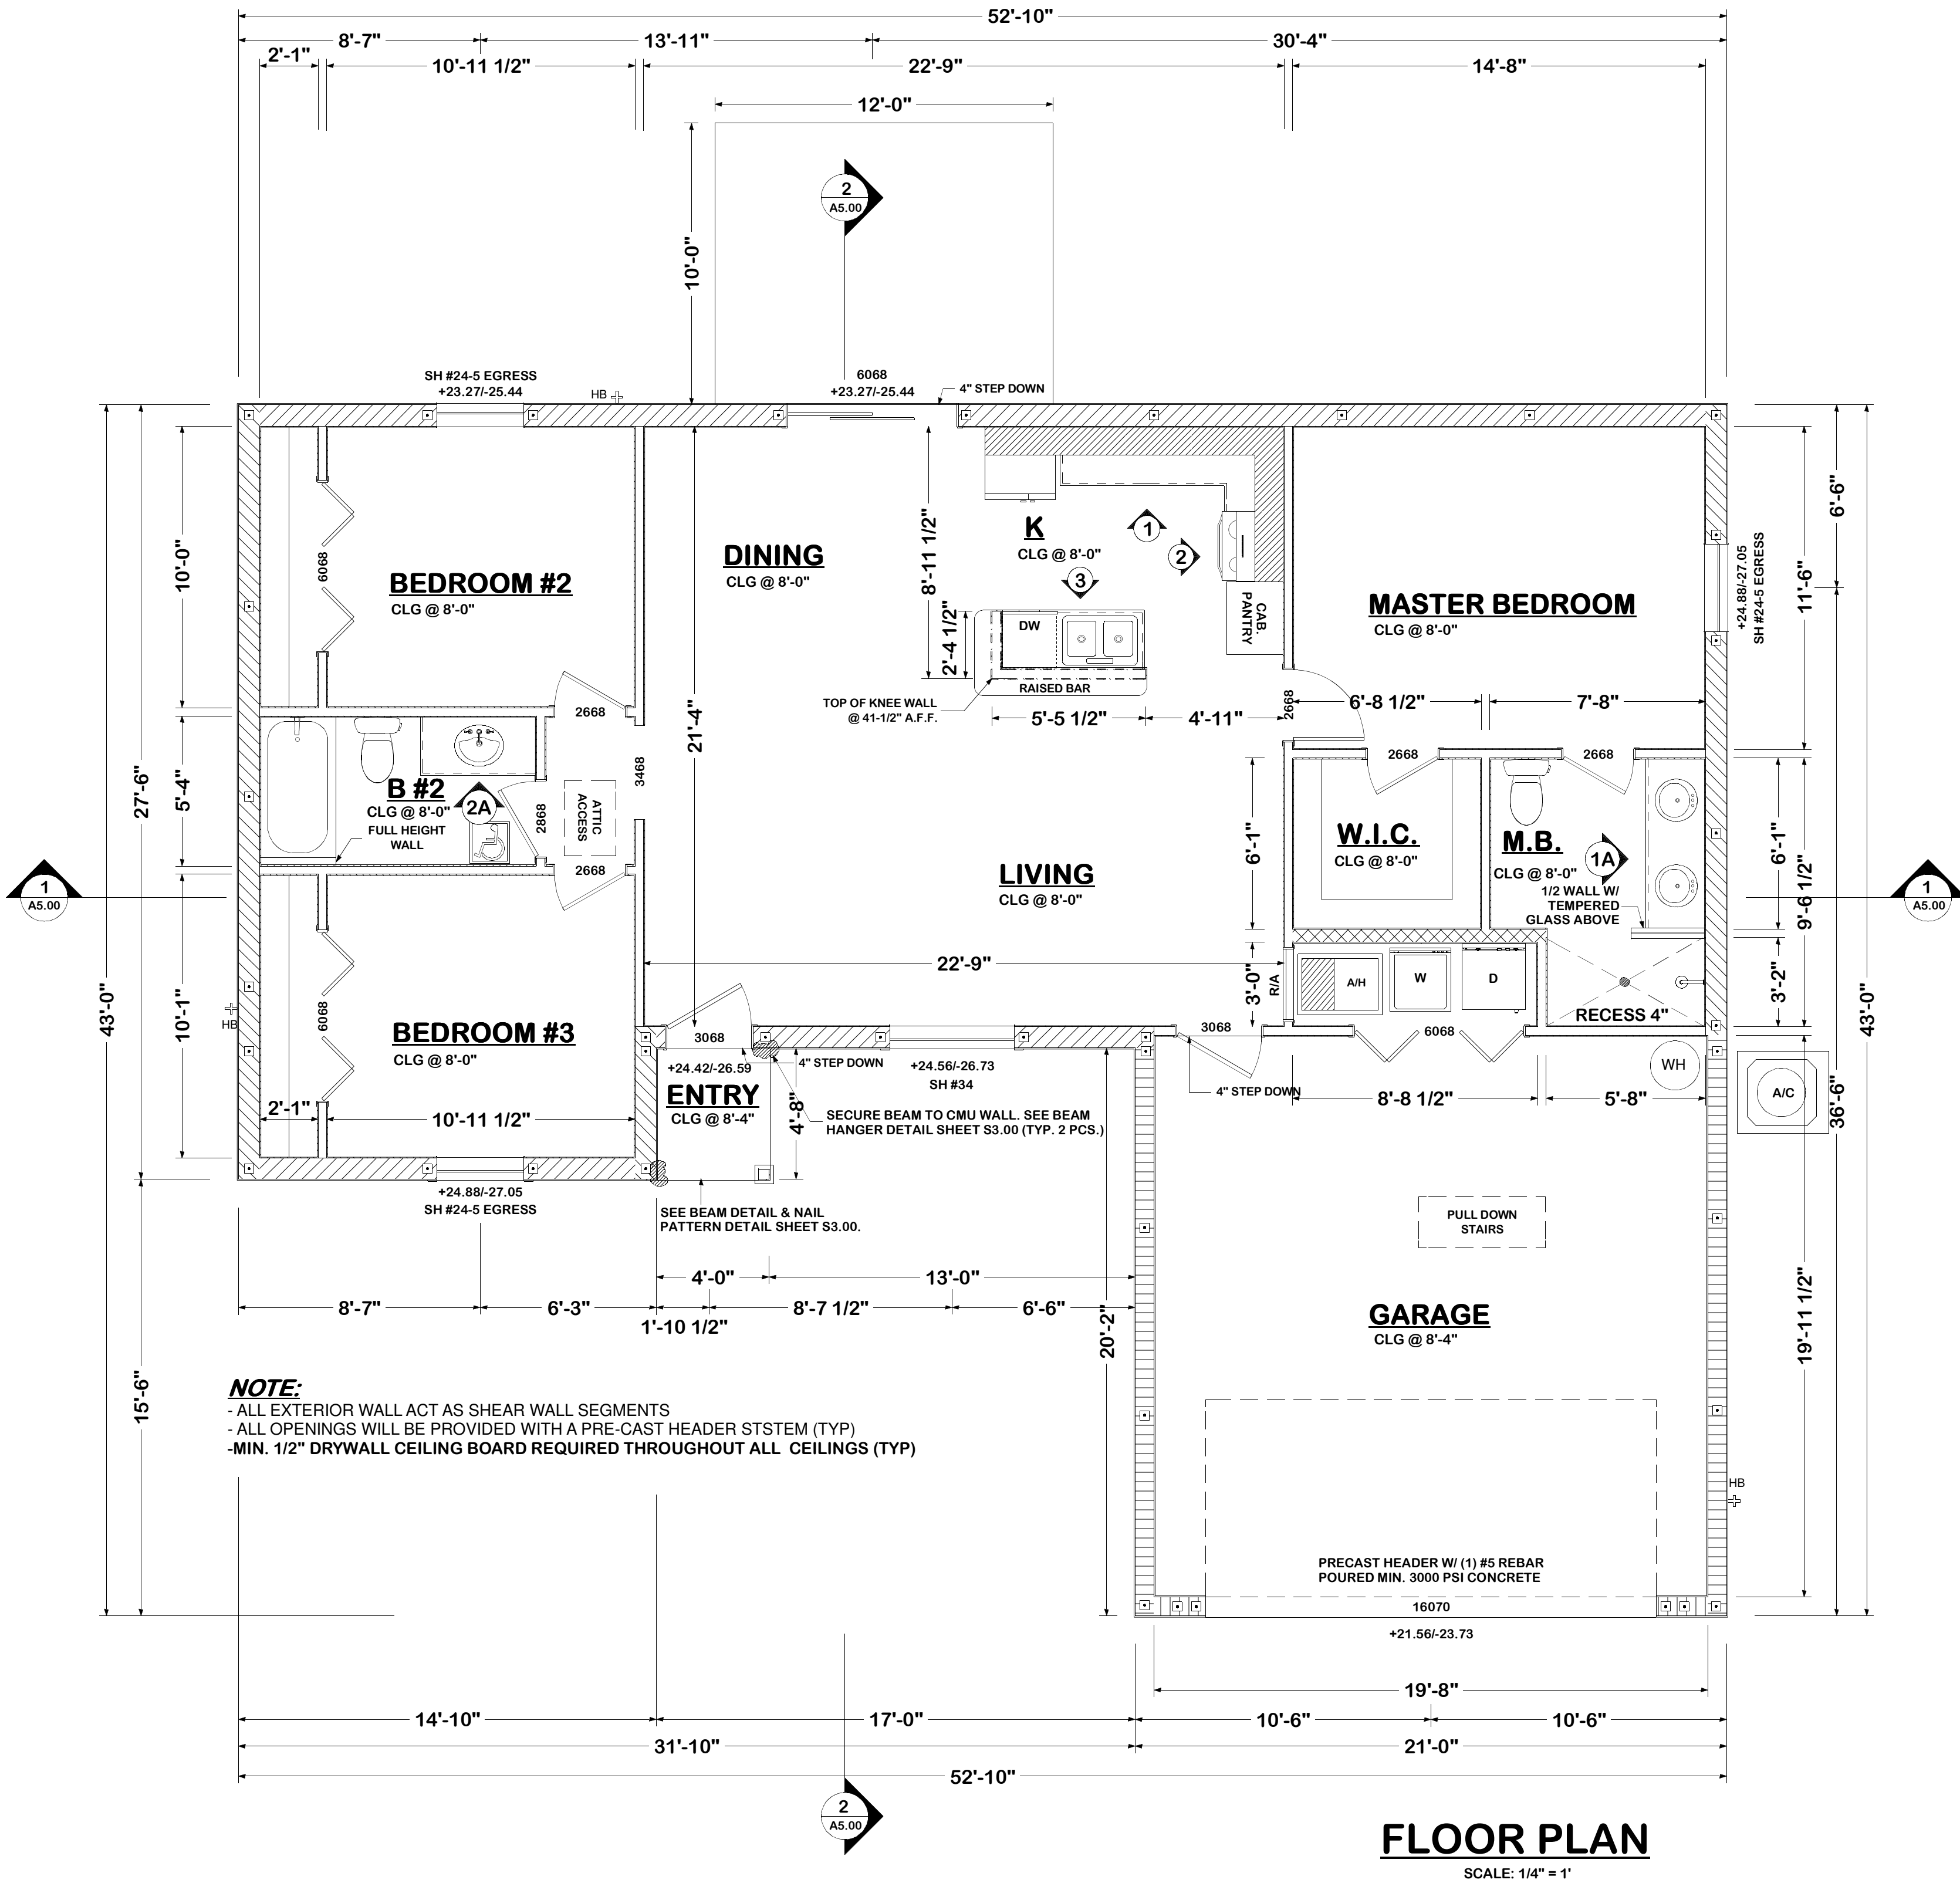 52'-10"
8'-7"
13'-11"
30'-4"
2'-1"
10'-11 1/2"
22'-9"
14'-8"
12'-0"
2
A5.00
10'-0"
SH #24-5 EGRESS
+23.27/-25.44
HB
6068
+23.27/-25.44
4" STEP DOWN
10'-0"
6068
BEDROOM #2
CLG @ 8'-0"
2668
DINING
CLG @ 8'-0"
8'-11 1/2"
2'-4 1/2"
K
CLG @ 8'-0"
1
2
3
DW
CAB.
PANTRY
RAISED BAR
TOP OF KNEE WALL
@ 41-1/2" A.F.F.
5'-5 1/2"
4'-11"
2668
MASTER BEDROOM
CLG @ 8'-0"
6'-8 1/2"
7'-8"
2668
2668
11'-6"
6'-6"
+24.88/-27.05
SH #24-5 EGRESS
43'-0"
27'-6"
5'-4"
B #2
CLG @ 8'-0"
FULL HEIGHT
WALL
2A
2868
ATTIC
ACCESS
3468
21'-4"
2668
LIVING
CLG @ 8'-0"
6'-1"
W.I.C.
CLG @ 8'-0"
M.B.
CLG @ 8'-0"
1A
1/2 WALL W/
TEMPERED
GLASS ABOVE
6'-1"
9'-6 1/2"
1
A5.00
1
A5.00
22'-9"
3'-0"
R/A
A/H
W
D
RECESS 4"
3'-2"
43'-0"
10'-1"
HB
6068
BEDROOM #3
CLG @ 8'-0"
2'-1"
10'-11 1/2"
3068
+24.42/-26.59
4" STEP DOWN
ENTRY
CLG @ 8'-4"
4'-8"
+24.56/-26.73
SH #34
SECURE BEAM TO CMU WALL. SEE BEAM
HANGER DETAIL SHEET S3.00 (TYP. 2 PCS.)
3068
4" STEP DOWN
6068
8'-8 1/2"
5'-8"
WH
A/C
36'-6"
+24.88/-27.05
SH #24-5 EGRESS
SEE BEAM DETAIL & NAIL
PATTERN DETAIL SHEET S3.00.
PULL DOWN
STAIRS
4'-0"
13'-0"
8'-7"
6'-3"
1'-10 1/2"
8'-7 1/2"
6'-6"
20'-2"
GARAGE
CLG @ 8'-4"
19'-11 1/2"
15'-6"
NOTE:
- ALL EXTERIOR WALL ACT AS SHEAR WALL SEGMENTS
- ALL OPENINGS WILL BE PROVIDED WITH A PRE-CAST HEADER STSTEM (TYP)
-MIN. 1/2" DRYWALL CEILING BOARD REQUIRED THROUGHOUT ALL CEILINGS (TYP)
HB
PRECAST HEADER W/ (1) #5 REBAR
POURED MIN. 3000 PSI CONCRETE
16070
+21.56/-23.73
19'-8"
14'-10"
17'-0"
10'-6"
10'-6"
31'-10"
21'-0"
52'-10"
2
A5.00
FLOOR PLAN
SCALE: 1/4" = 1'